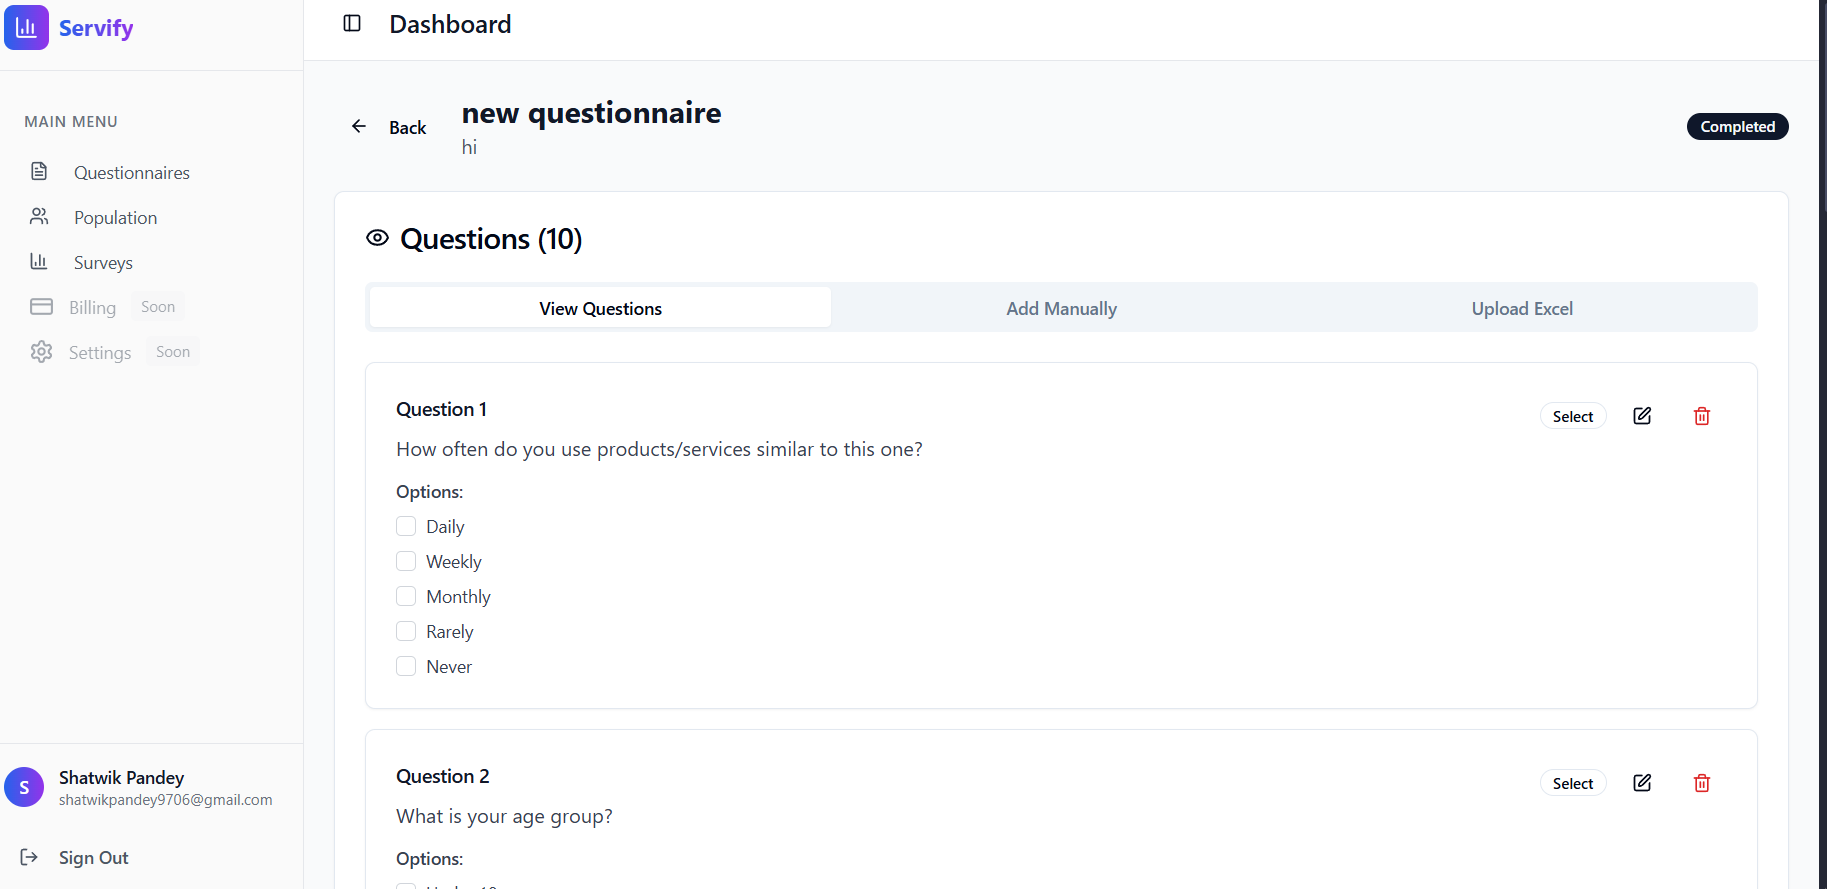 Servify
Dashboard
Back
new questionnaire
hi
Completed
MAIN MENU
Questionnaires
Population
Surveys
Billing Soon
Settings Soon
Questions (10)
View Questions
Add Manually
Upload Excel
Question 1
Select
How often do you use products/services similar to this one?
Options:
Daily
Weekly
Monthly
Rarely
Never
Question 2
Select
What is your age group?
Options:
S
Shatwik Pandey
shatwikpandey9706@gmail.com
Sign Out